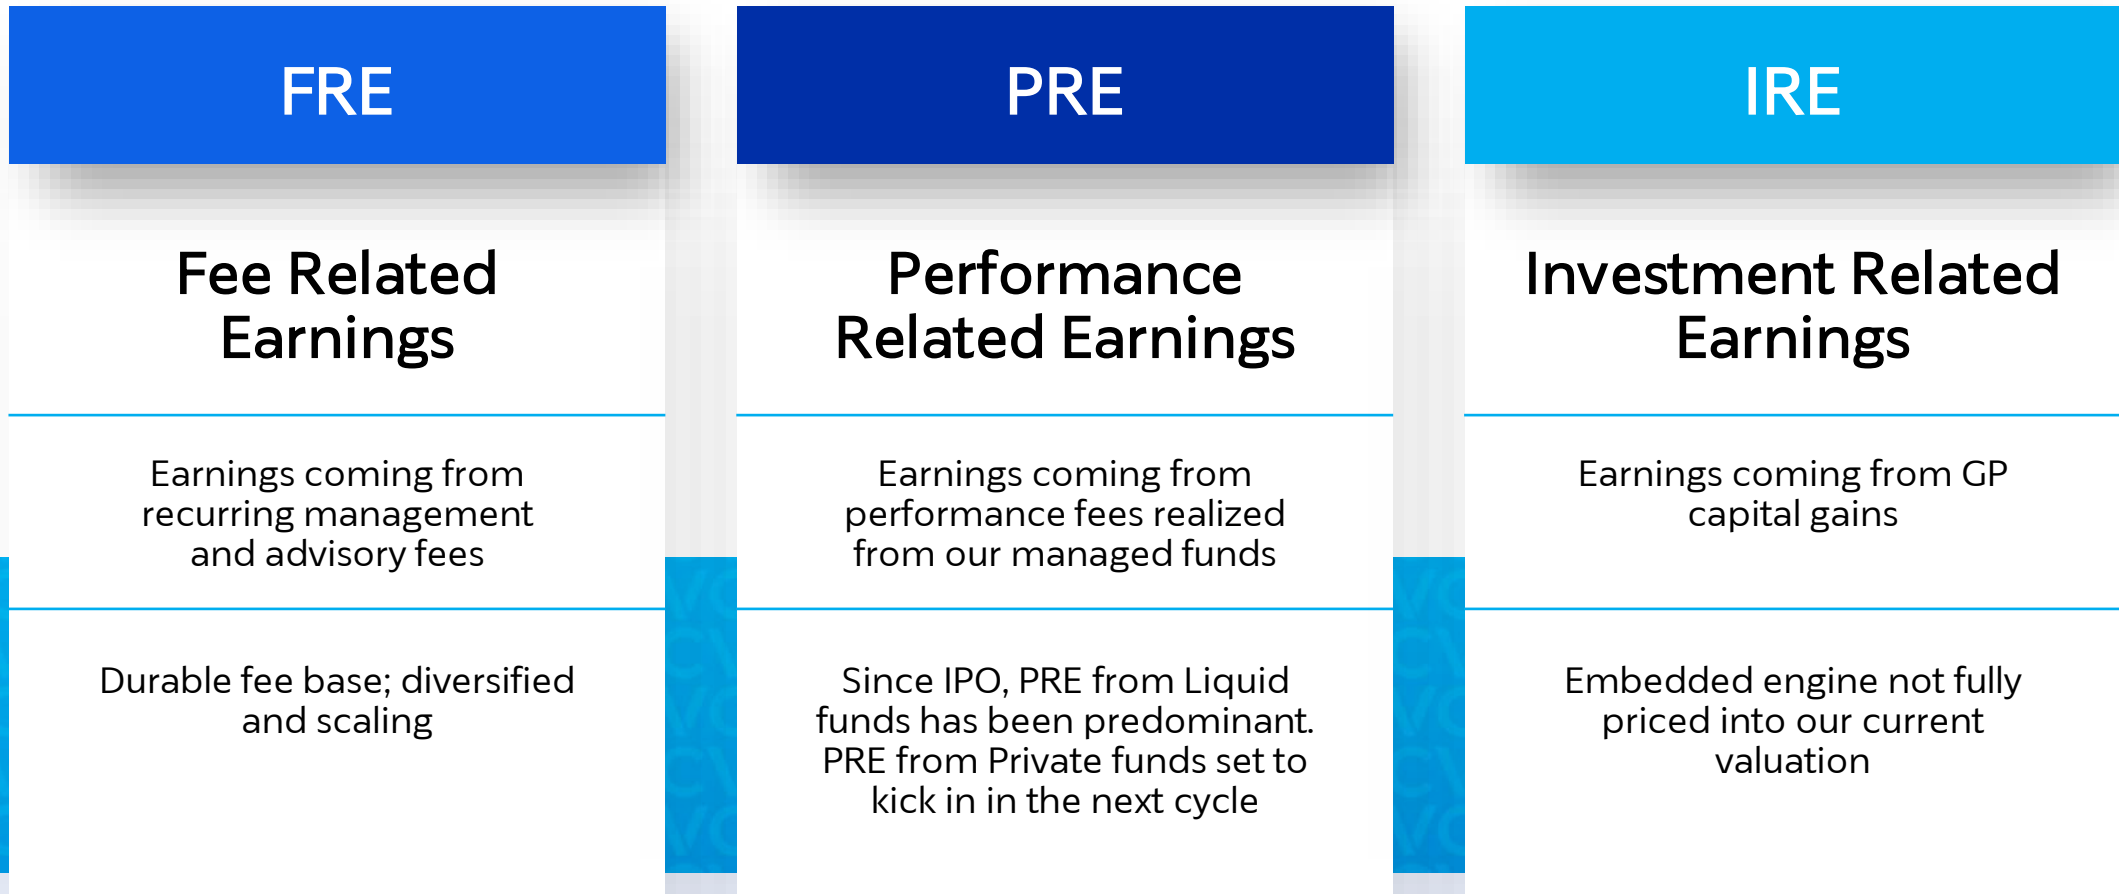 FRE
Fee Related
Earnings
Earnings coming from
recurring management
and advisory fees
Durable fee base; diversified
and scaling
PRE
Performance
Related Earnings
Earnings coming from
performance fees realized
from our managed funds
Since IPO, PRE from Liquid
funds has been predominant.
PRE from Private funds set to
kick in in the next cycle
IRE
Investment Related
Earnings
Earnings coming from GP
capital gains
Embedded engine not fully
priced into our current
valuation